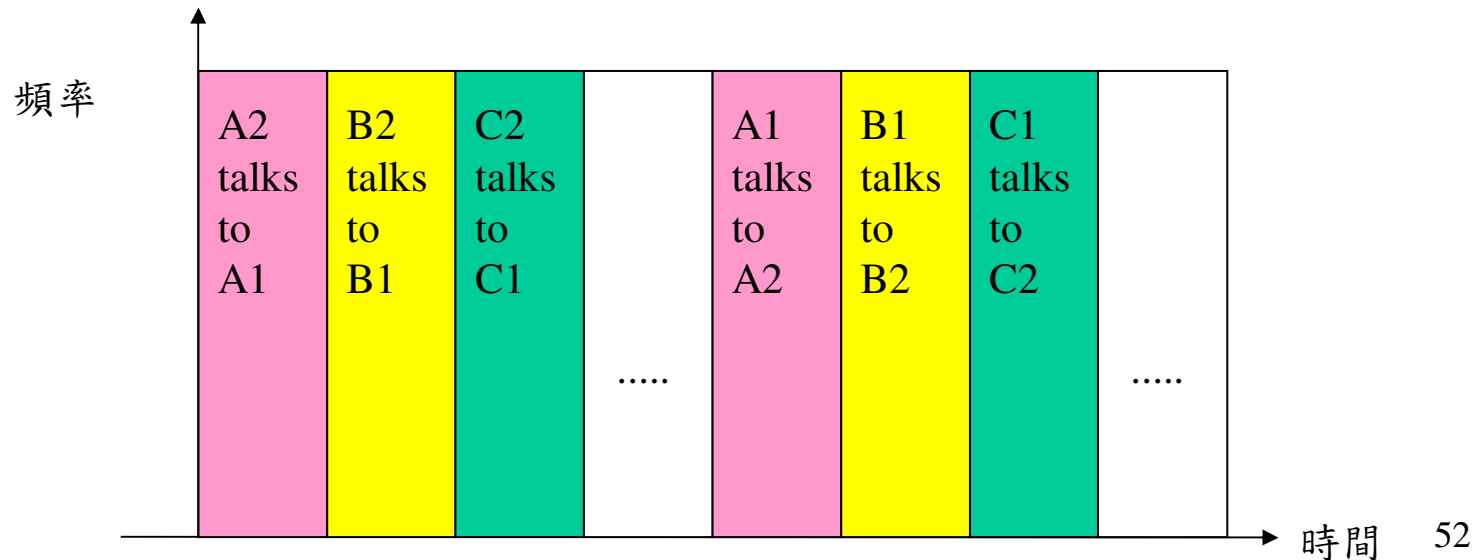 頻率
A2
talks
to
A1
B2
talks
to
B1
C2
talks
to
C1
.....
A1
talks
to
A2
B1
talks
to
B2
C1
talks
to
C2
.....
時間
52